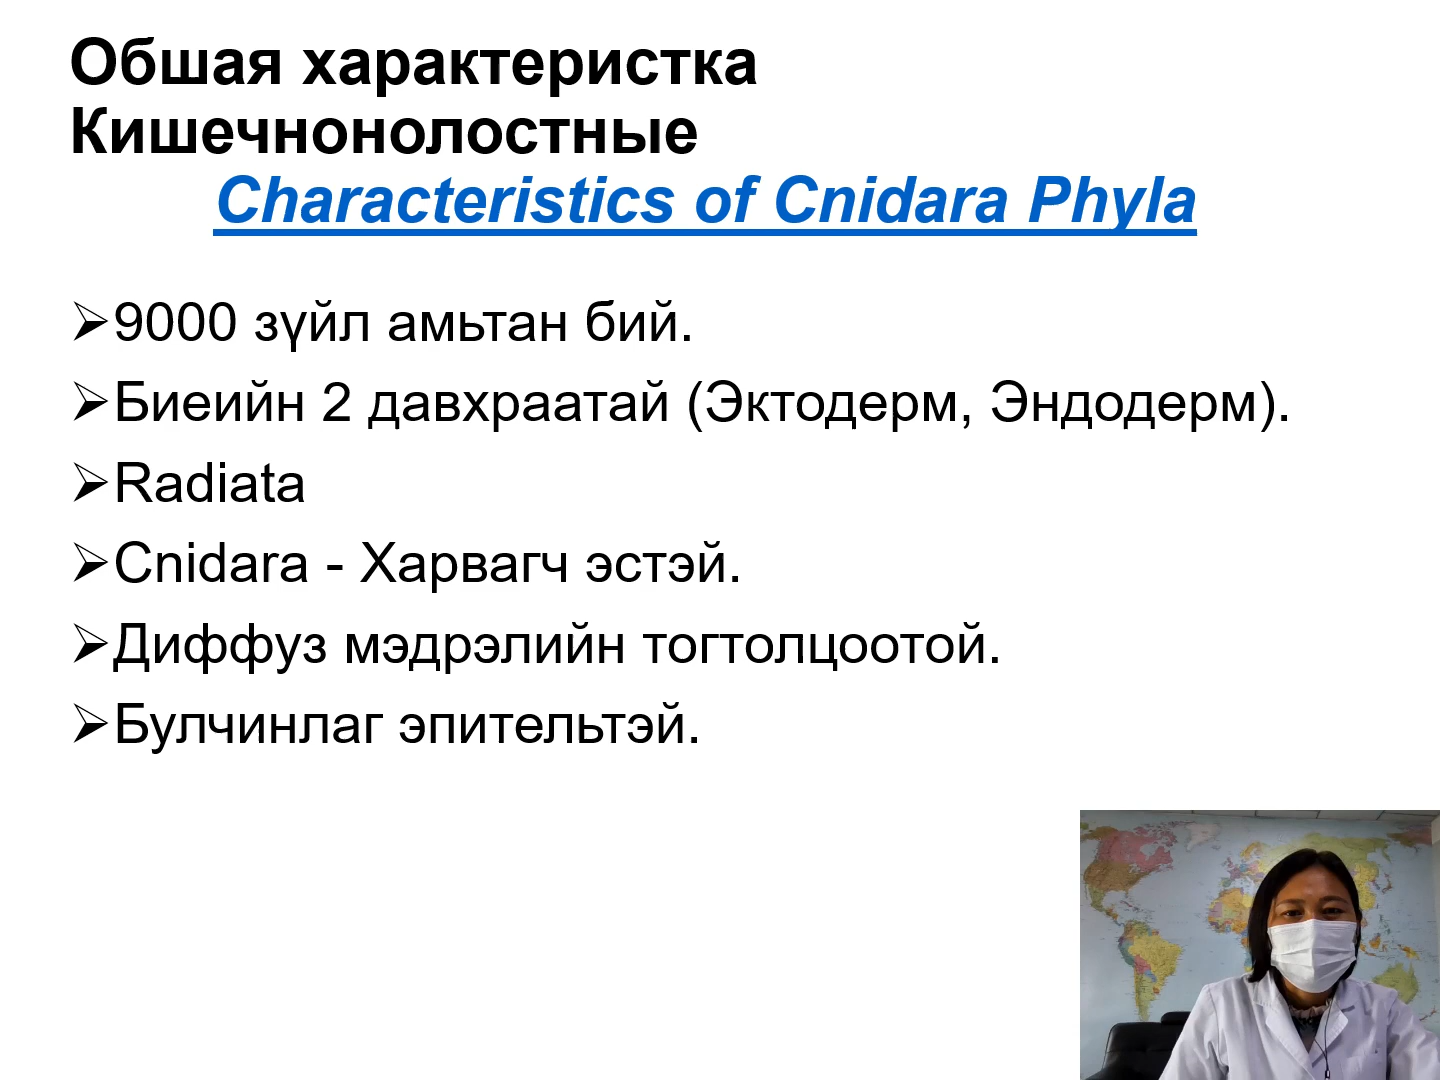 Обшая характеристка
Кишечнонолостные
Characteristics of Cnidara Phyla
➢9000 зүйл амьтан бий.
➢Биеийн 2 давхраатай (Эктодерм, Эндодерм).
➢Radiata
➢Cnidara - Харвагч эстэй.
➢Диффуз мэдрэлийн тогтолцоотой.
➢Булчинлаг эпительтэй.